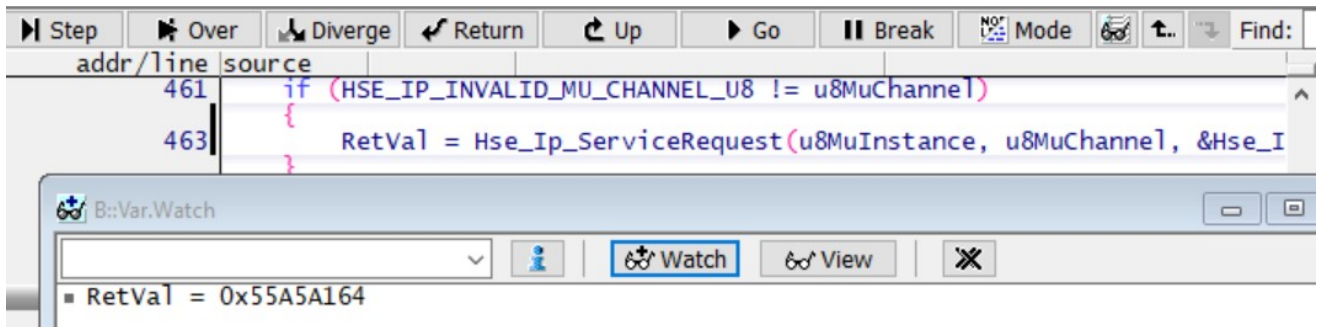 Step Over Diverge Return Up Go Break Mode Find:
addr/line source
461 if (HSE_IP_INVALID_MU_CHANNEL_U8 != u8MuChannel)
{
463 RetVal = Hse_Ip_ServiceRequest(u8MuInstance, u8MuChannel, &Hse_I
}
B::Var.Watch
Watch View
RetVal = 0x55A5A164